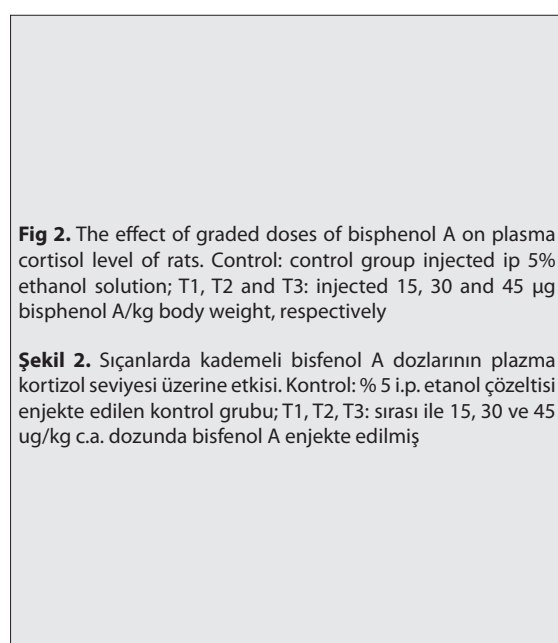 Fig 2. The effect of graded doses of bisphenol A on plasma
cortisol level of rats. Control: control group injected ip 5%
ethanol solution; T1, T2 and T3: injected 15, 30 and 45 µg
bisphenol A/kg body weight, respectively
Şekil 2. Sıçanlarda kademeli bisfenol A dozlarının plazma
kortizol seviyesi üzerine etkisi. Kontrol: % 5 i.p. etanol çözeltisi
enjekte edilen kontrol grubu; T1, T2, T3: sırası ile 15, 30 ve 45
ug/kg c.a. dozunda bisfenol A enjekte edilmiş